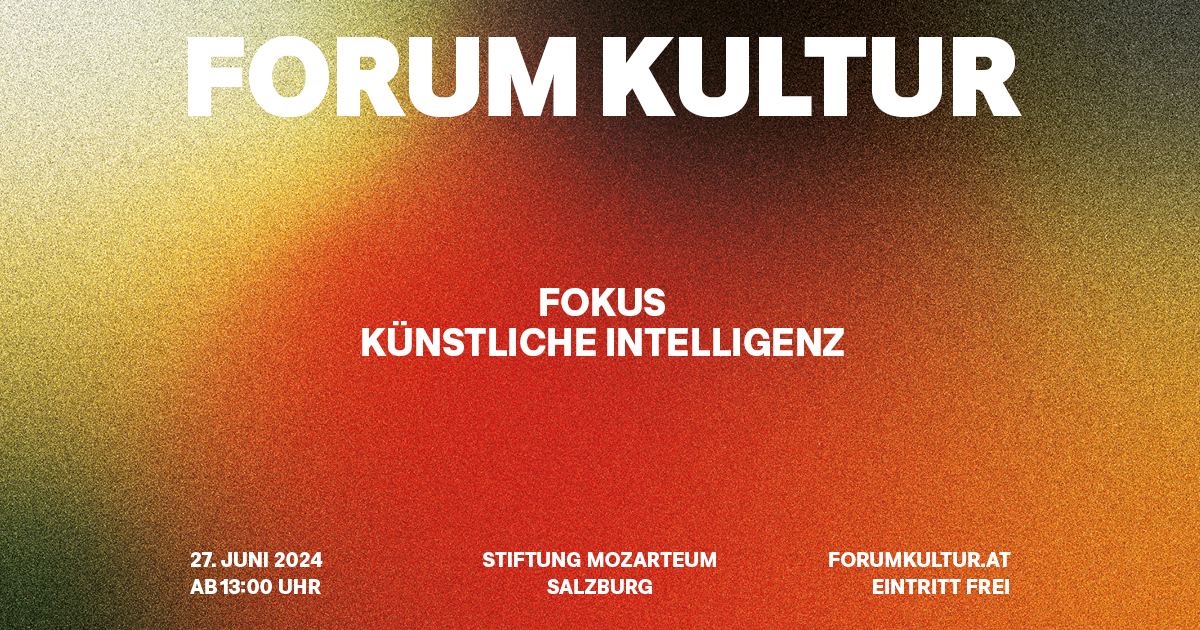 FORUM KULTUR
FOKUS
KÜNSTLICHE INTELLIGENZ
27. JUNI 2024
AB 13:00 UHR
STIFTUNG MOZARTEUM
SALZBURG
FORUMKULTUR.AT
EINTRITT FREI